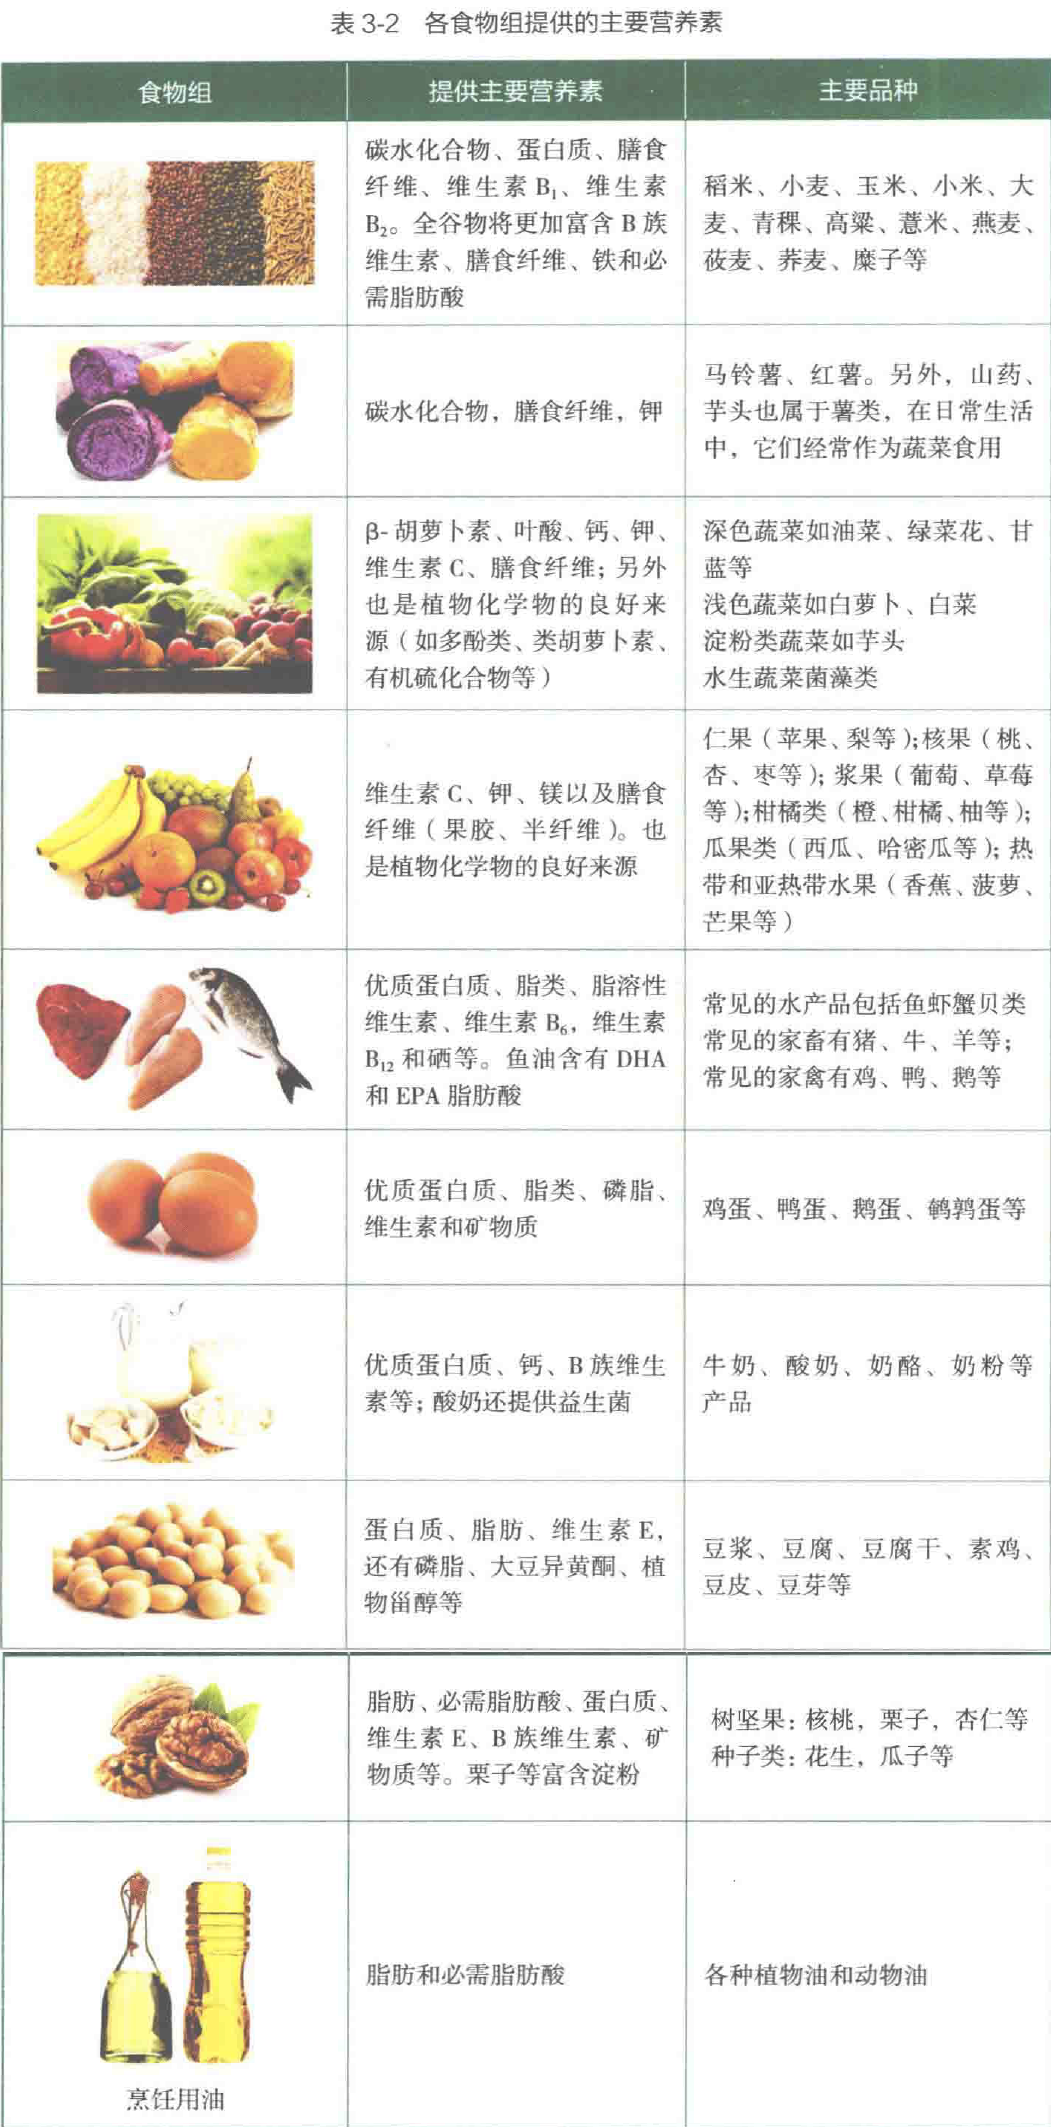 表 3-2 各食物组提供的主要营养素
食物组 提供主要营养素 主要品种
碳水化合物、蛋白质、膳食
纤维、维生素 B₁、维生素
B₂。全谷物将更加富含 B 族
维生素、膳食纤维、铁和必
需脂肪酸
稻米、小麦、玉米、小米、大
麦、青稞、高粱、薏米、燕麦、
莜麦、荞麦、糜子等
碳水化合物，膳食纤维，钾
马铃薯、红薯。另外，山药、
芋头也属于薯类，在日常生活
中，它们经常作为蔬菜食用
β- 胡萝卜素、叶酸、钙、钾、
维生素 C、膳食纤维；另外
也是植物化学物的良好来
源（如多酚类、类胡萝卜素、
有机硫化合物等）
深色蔬菜如油菜、绿菜花、甘
蓝等
浅色蔬菜如白萝卜、白菜
淀粉类蔬菜如芋头
水生蔬菜菌藻类
维生素 C、钾、镁以及膳食
纤维（果胶、半纤维）。也
是植物化学物的良好来源
仁果（苹果、梨等）；核果（桃、
杏、枣等）；浆果（葡萄、草莓
等）；柑橘类（橙、柑橘、柚等）；
瓜果类（西瓜、哈密瓜等）；热
带和亚热带水果（香蕉、菠萝、
芒果等）
优质蛋白质、脂类、脂溶性
维生素、维生素 B₆，维生素
B₁₂ 和硒等。鱼油含有 DHA
和 EPA 脂肪酸
常见的水产品包括鱼虾蟹贝类
常见的家畜有猪、牛、羊等；
常见的家禽有鸡、鸭、鹅等
优质蛋白质、脂类、磷脂、
维生素和矿物质
鸡蛋、鸭蛋、鹅蛋、鹌鹑蛋等
优质蛋白质、钙、B 族维生
素等；酸奶还提供益生菌
牛奶、酸奶、奶酪、奶粉等
产品
蛋白质、脂肪、维生素 E，
还有磷脂、大豆异黄酮、植
物甾醇等
豆浆、豆腐、豆腐干、素鸡、
豆皮、豆芽等
脂肪、必需脂肪酸、蛋白质、
维生素 E、B 族维生素、矿
物质等。栗子等富含淀粉
树坚果：核桃，栗子，杏仁等
种子类：花生，瓜子等
脂肪和必需脂肪酸
各种植物油和动物油
烹饪用油